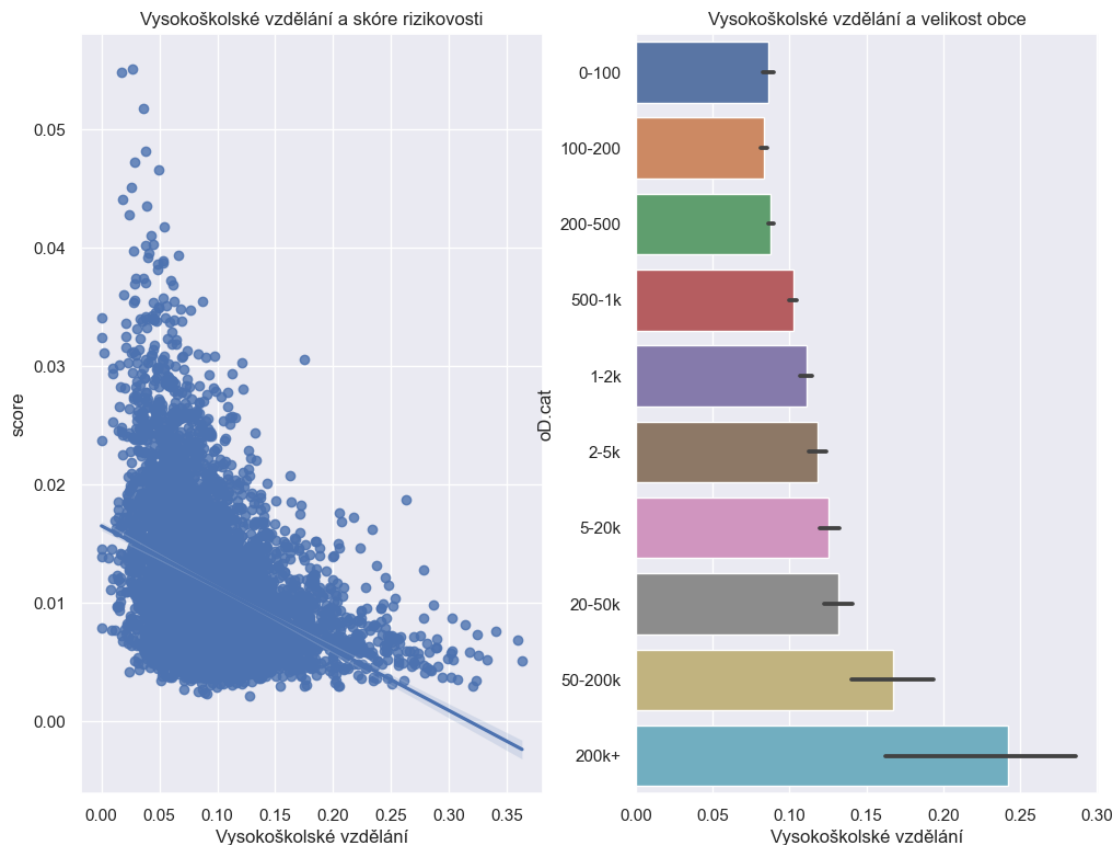 Vysokoškolské vzdělání a skóre rizikovosti
score
0.05
0.04
0.03
0.02
0.01
0.00
0.00 0.05 0.10 0.15 0.20 0.25 0.30 0.35
Vysokoškolské vzdělání
Vysokoškolské vzdělání a velikost obce
oD.cat
0-100
100-200
200-500
500-1k
1-2k
2-5k
5-20k
20-50k
50-200k
200k+
0.00 0.05 0.10 0.15 0.20 0.25 0.30
Vysokoškolské vzdělání